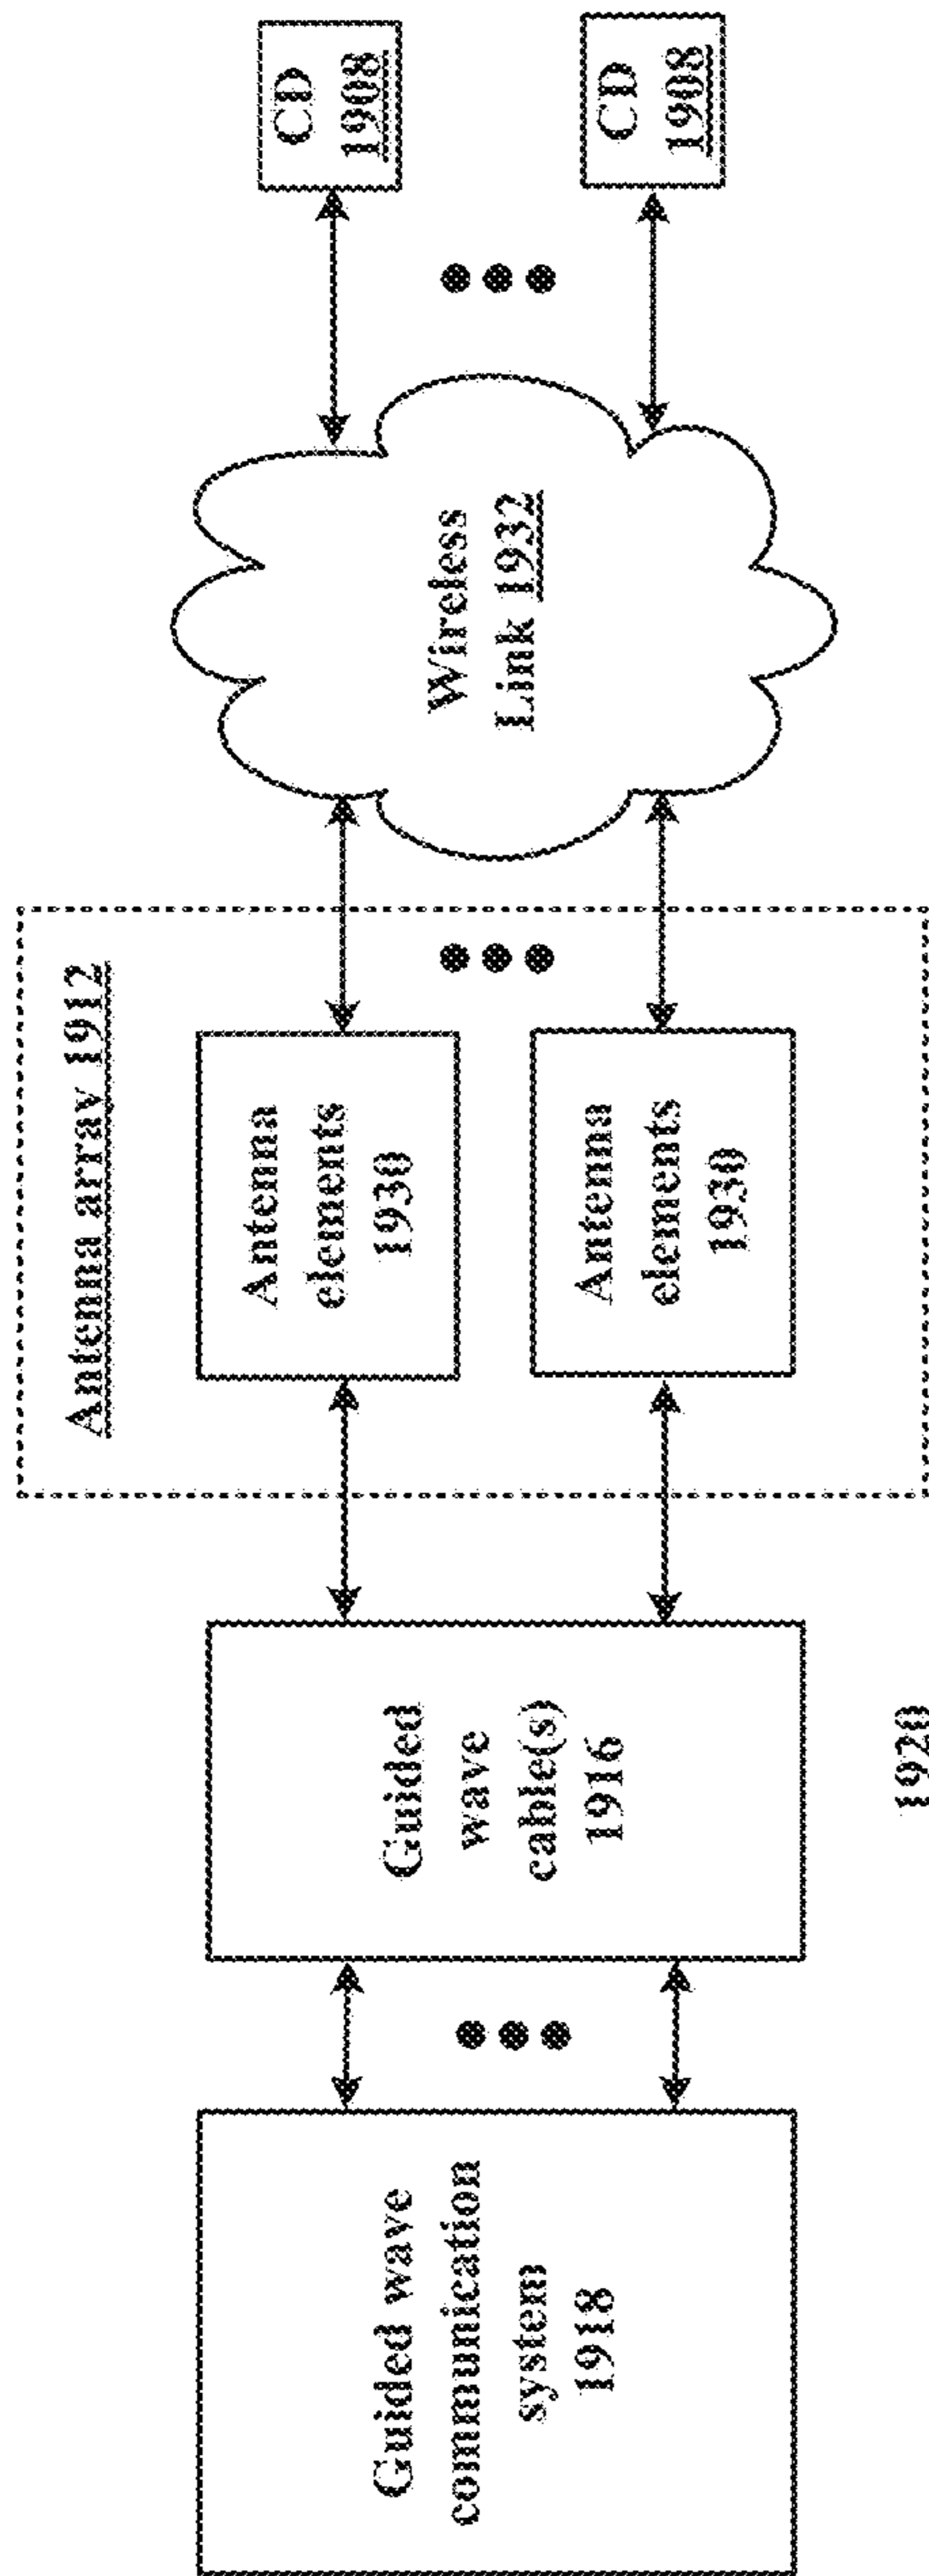 Guided wave
communication
system
1918
Guided
wave
cable(s)
1916
Antenna array 1912
Antenna
elements
1930
Antenna
elements
1930
Wireless
Link 1932
CD
1908
CD
1908
1920